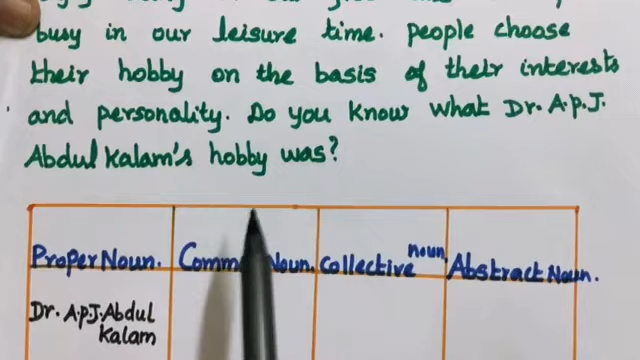 busy in our leisure time. people choose
their hobby on the basis of their interests
and personality. Do you know what Dr. A.P.J.
Abdul Kalam's hobby was?
Proper Noun. Noun. Collective noun Abstract Noun.
Dr. A.P.J. Abdul
Kalam